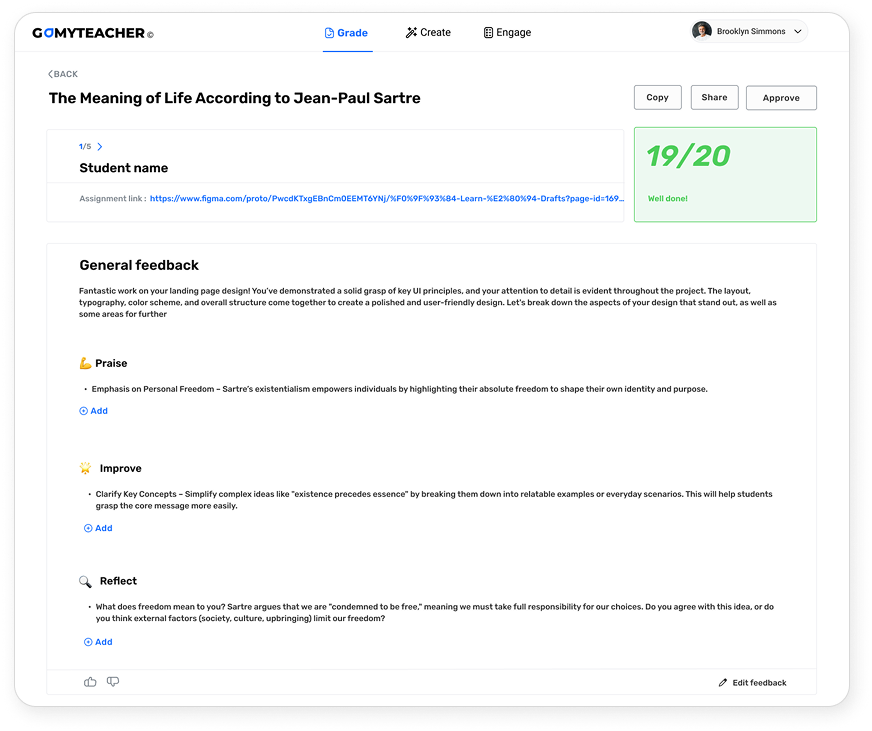 GOMYTEACHER©
Grade
Create
Engage
Brooklyn Simmons
BACK
The Meaning of Life According to Jean-Paul Sartre
Copy
Share
Approve
1/5
Student name
Assignment link : https://www.figma.com/proto/PwcdKTxgEBnCm0EEMT6YNj/%F0%9F%93%84-Learn-%E2%80%94-Drafts?page-id=169...
19/20
Well done!
General feedback
Fantastic work on your landing page design! You've demonstrated a solid grasp of key UI principles, and your attention to detail is evident throughout the project. The layout,
typography, color scheme, and overall structure come together to create a polished and user-friendly design. Let's break down the aspects of your design that stand out, as well as
some areas for further
Praise
• Emphasis on Personal Freedom – Sartre's existentialism empowers individuals by highlighting their absolute freedom to shape their own identity and purpose.
Add
Improve
• Clarify Key Concepts – Simplify complex ideas like "existence precedes essence" by breaking them down into relatable examples or everyday scenarios. This will help students
grasp the core message more easily.
Add
Reflect
• What does freedom mean to you? Sartre argues that we are "condemned to be free," meaning we must take full responsibility for our choices. Do you agree with this idea, or do
you think external factors (society, culture, upbringing) limit our freedom?
Add
Edit feedback